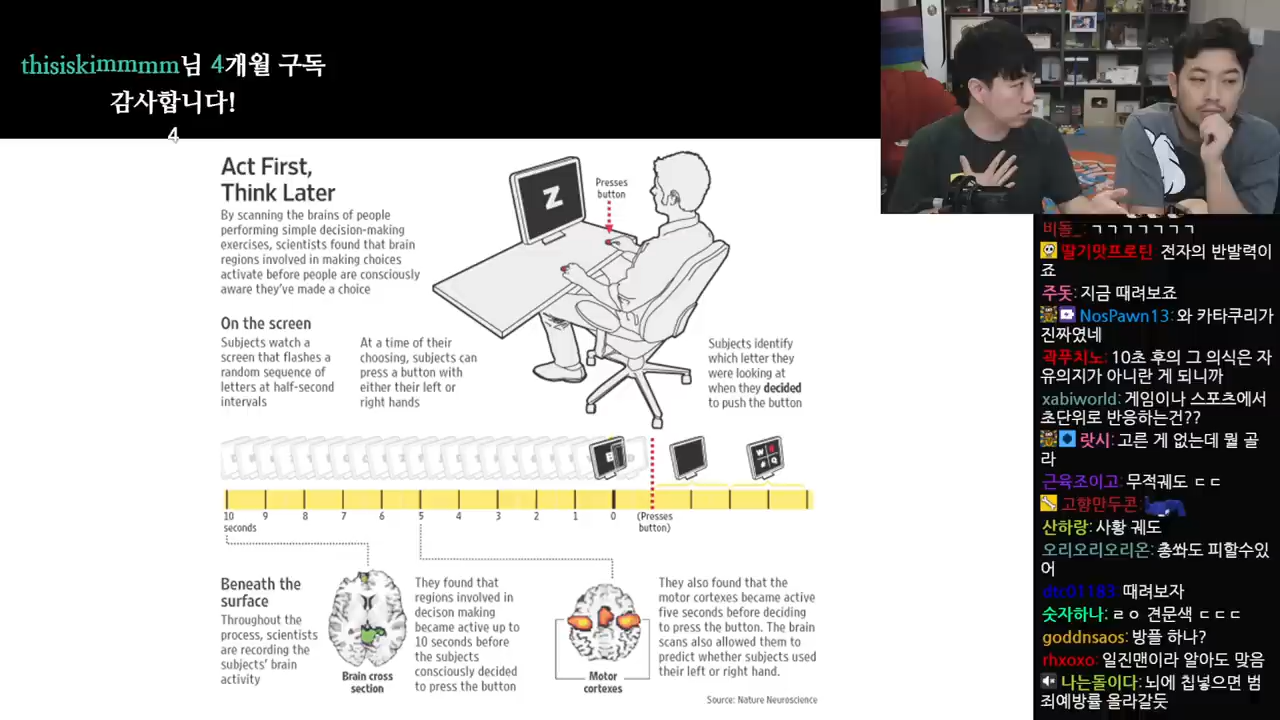 thisiskimmmmm님 4개월 구독
감사합니다!
4
Act First,
Think Later
By scanning the brains of people
performing simple decision-making
exercises, scientists found that brain
regions involved in making choices
activate before people are consciously
aware they've made a choice
Z
Presses
button
On the screen
Subjects watch a
screen that flashes a
random sequence of
letters at half-second
intervals
At a time of their
choosing, subjects can
press a button with
either their left or
right hands
Subjects identify
which letter they
were looking at
when they decided
to push the button
10 9 8 7 6 5 4 3 2 1 0 (Presses
seconds button)
Beneath the
surface
Throughout the
process, scientists
are recording the
subjects' brain
activity
Brain cross
section
They found that
regions involved in
decison making
became active up to
10 seconds before
the subjects
consciously decided
to press the button
Motor
cortexes
They also found that the
motor cortexes became active
five seconds before deciding
to press the button. The brain
scans also allowed them to
predict whether subjects used
their left or right hand.
Source: Nature Neuroscience
비돌_: ㄱㄱㄱㄱㄱㄱㄱ
딸기맛프로틴 전자의 반발력이
죠
주돗: 지금 때려보죠
NosPawn13: 와 카타쿠리가
진짜였네
곽푸치노: 10초 후의 그 의식은 자
유의지가 아니란 게 되니까
xabiworld: 게임이나 스포츠에서
초단위로 반응하는건??
랏시: 고른 게 없는데 뭘 골
라
근육조이고: 무적궤도 ㄷㄷ
고향만두콘:
산하랑: 사황 궤도
오리오리오리온: 총쏴도 피할수있
어
dtc01183: 때려보자
숫자하나: ㄹㅇ 견문색 ㄷㄷㄷ
goddnsaos: 방플 하나?
rhxoxo: 일진맨이라 알아도 맞음
나는돌이다: 뇌에 칩넣으면 범
죄예방률 올라갈듯